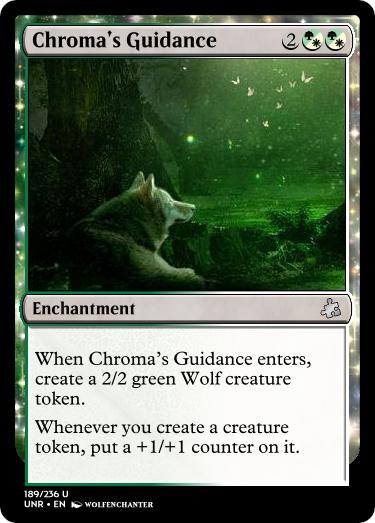 Chroma's Guidance 2
Enchantment
When Chroma's Guidance enters,
create a 2/2 green Wolf creature
token.
Whenever you create a creature
token, put a +1/+1 counter on it.
189/236 U
UNR • EN WOLFENCHANTER